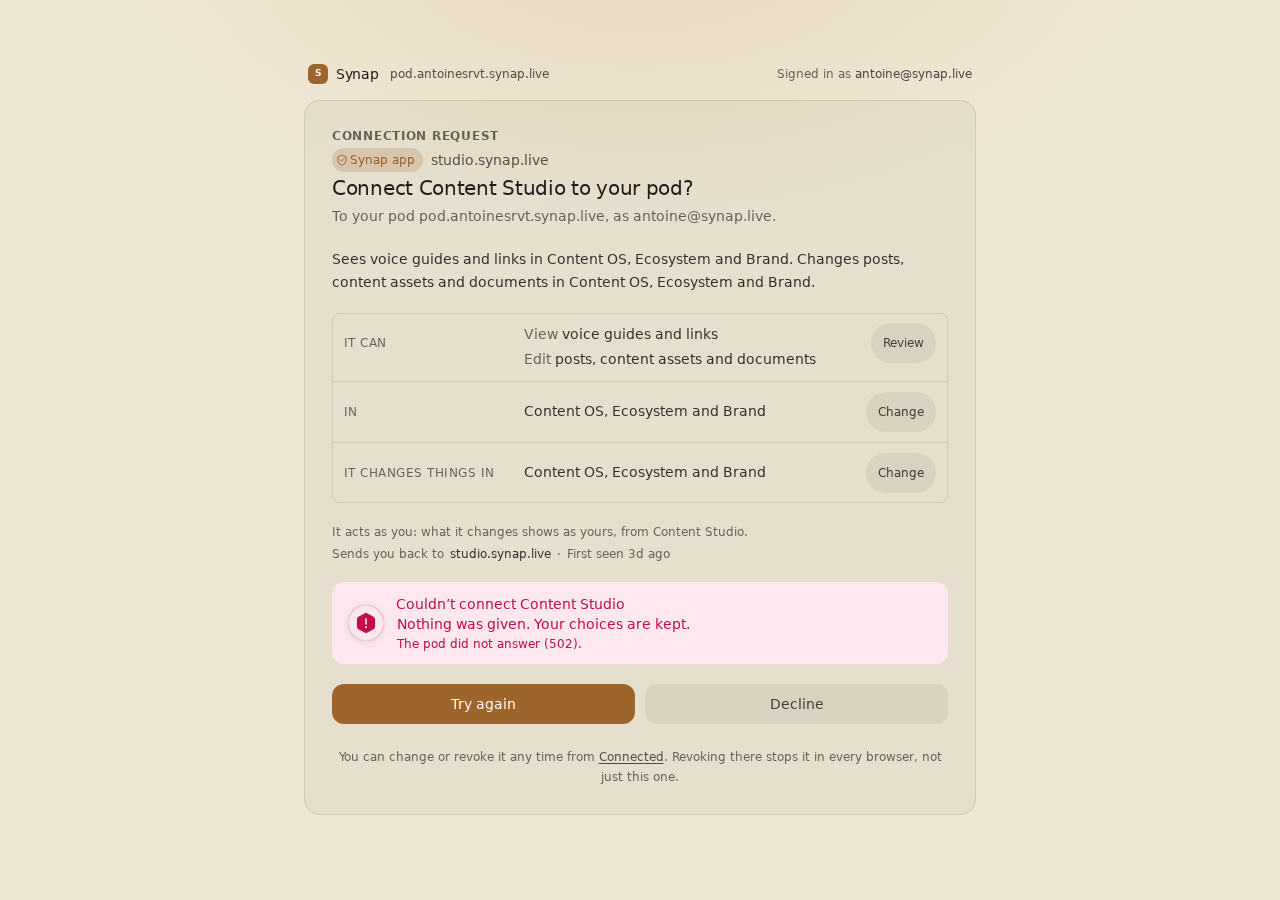 S Synap pod.antoinesrvt.synap.live Signed in as antoine@synap.live
CONNECTION REQUEST
Synap app studio.synap.live
Connect Content Studio to your pod?
To your pod pod.antoinesrvt.synap.live, as antoine@synap.live.
Sees voice guides and links in Content OS, Ecosystem and Brand. Changes posts,
content assets and documents in Content OS, Ecosystem and Brand.
IT CAN
View voice guides and links
Edit posts, content assets and documents
Review
IN Content OS, Ecosystem and Brand Change
IT CHANGES THINGS IN Content OS, Ecosystem and Brand Change
It acts as you: what it changes shows as yours, from Content Studio.
Sends you back to studio.synap.live · First seen 3d ago
Couldn’t connect Content Studio
Nothing was given. Your choices are kept.
The pod did not answer (502).
Try again Decline
You can change or revoke it any time from Connected. Revoking there stops it in every browser, not
just this one.